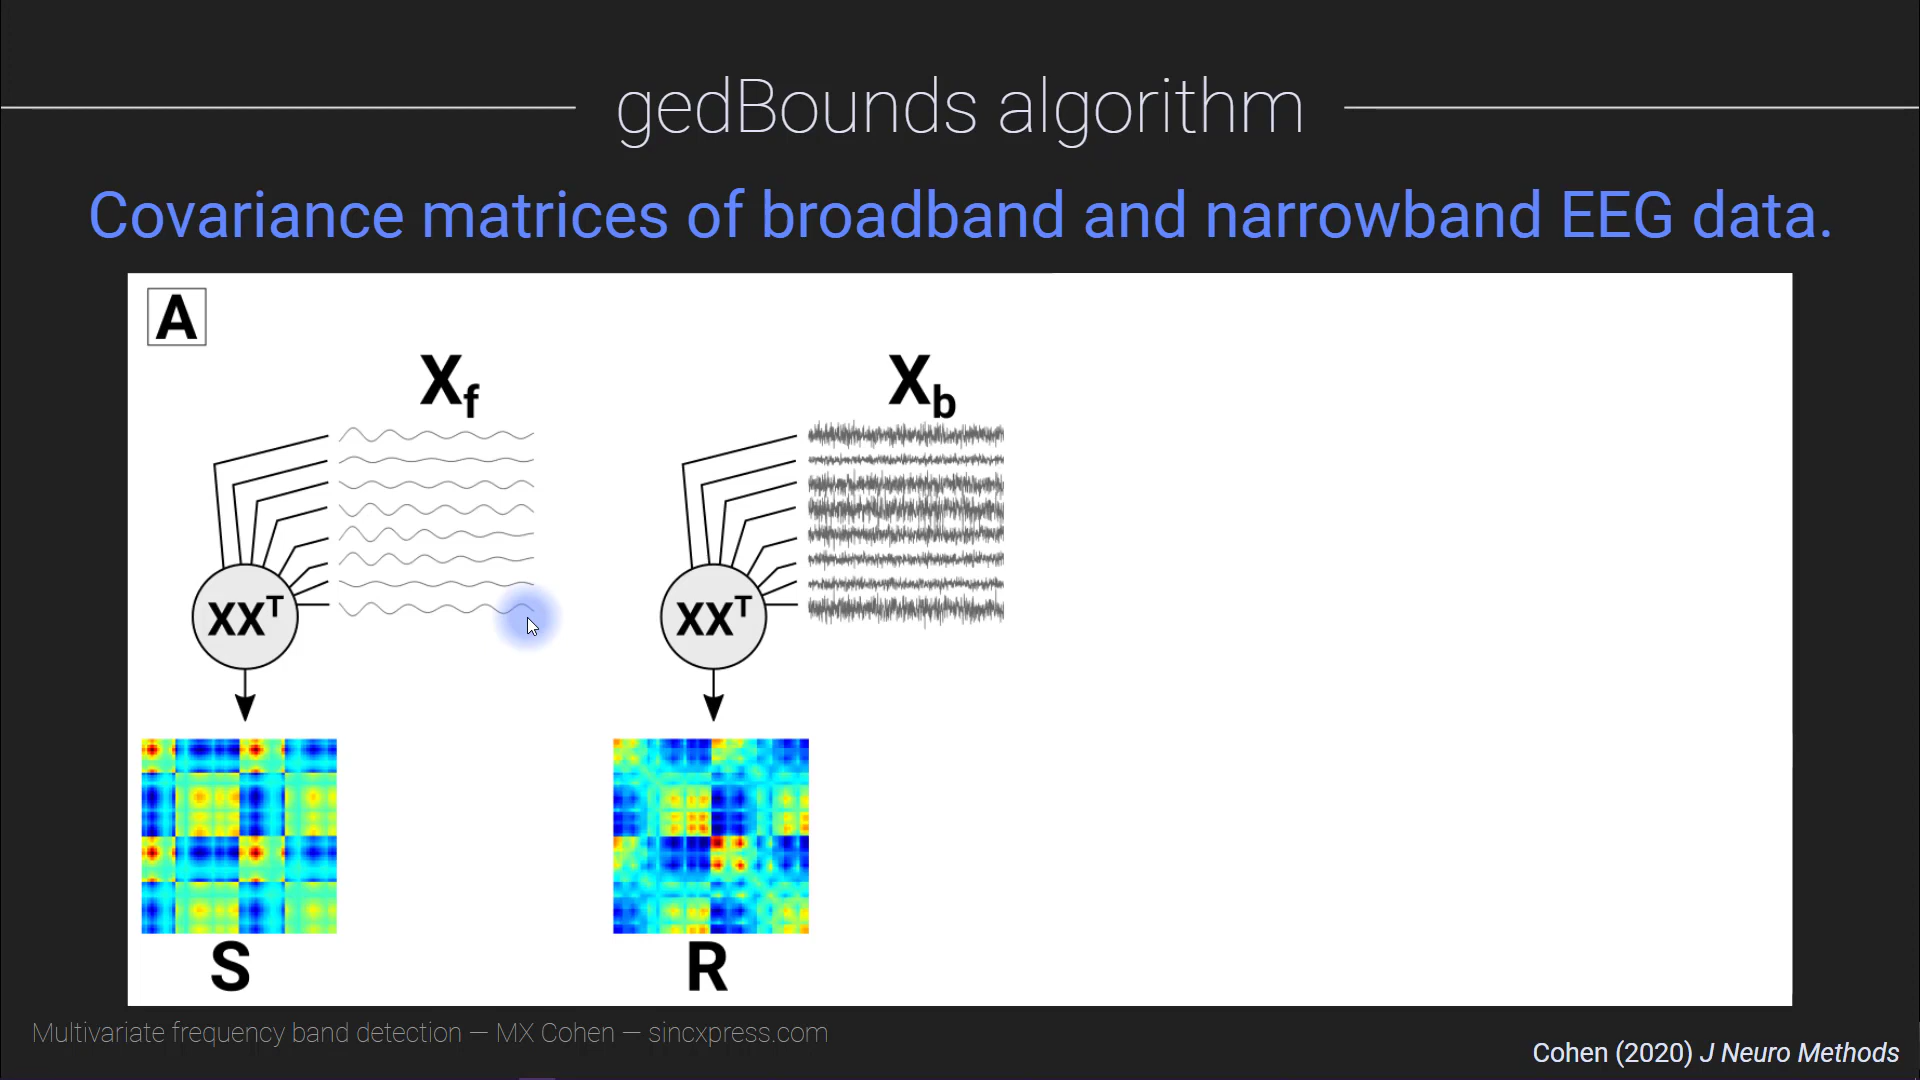 gedBounds algorithm
Covariance matrices of broadband and narrowband EEG data.
A
Xf
Xb
XXᵀ
XXᵀ
S
R
Multivariate frequency band detection — MX Cohen — sincxpress.com
Cohen (2020) J Neuro Methods